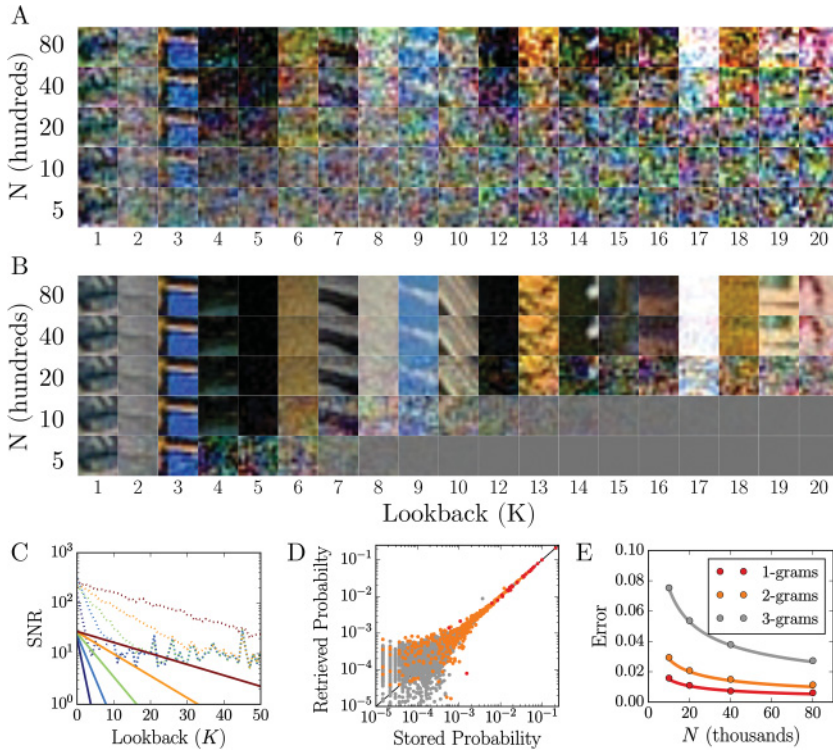 A
N (hundreds)
80
40
20
10
5
1 2 3 4 5 6 7 8 9 10 12 13 14 15 16 17 18 19 20
B
N (hundreds)
80
40
20
10
5
1 2 3 4 5 6 7 8 9 10 12 13 14 15 16 17 18 19 20
Lookback (K)
C
SNR
10³
10²
10¹
10⁰
0 10 20 30 40 50
Lookback (K)
D
Retrieved Probabilty
10⁻¹
10⁻²
10⁻³
10⁻⁴
10⁻⁵
10⁻⁵ 10⁻⁴ 10⁻³ 10⁻² 10⁻¹
Stored Probability
E
Error
0.10
0.08
0.06
0.04
0.02
0.00
1-grams
2-grams
3-grams
0 20 40 60 80
N (thousands)